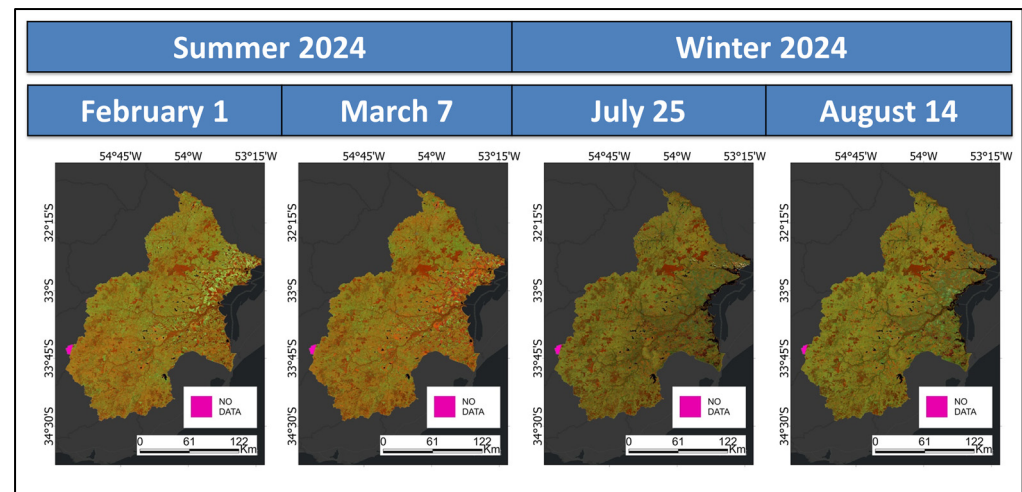 Summer 2024
Winter 2024
February 1
March 7
July 25
August 14
54°45'W 54°W 53°15'W
32°15'S
33°S
33°45'S
34°30'S
NO
DATA
0 61 122
Km
54°45'W 54°W 53°15'W
32°15'S
33°S
33°45'S
34°30'S
NO
DATA
0 61 122
Km
54°45'W 54°W 53°15'W
32°15'S
33°S
33°45'S
34°30'S
NO
DATA
0 61 122
Km
54°45'W 54°W 53°15'W
32°15'S
33°S
33°45'S
34°30'S
NO
DATA
0 61 122
Km